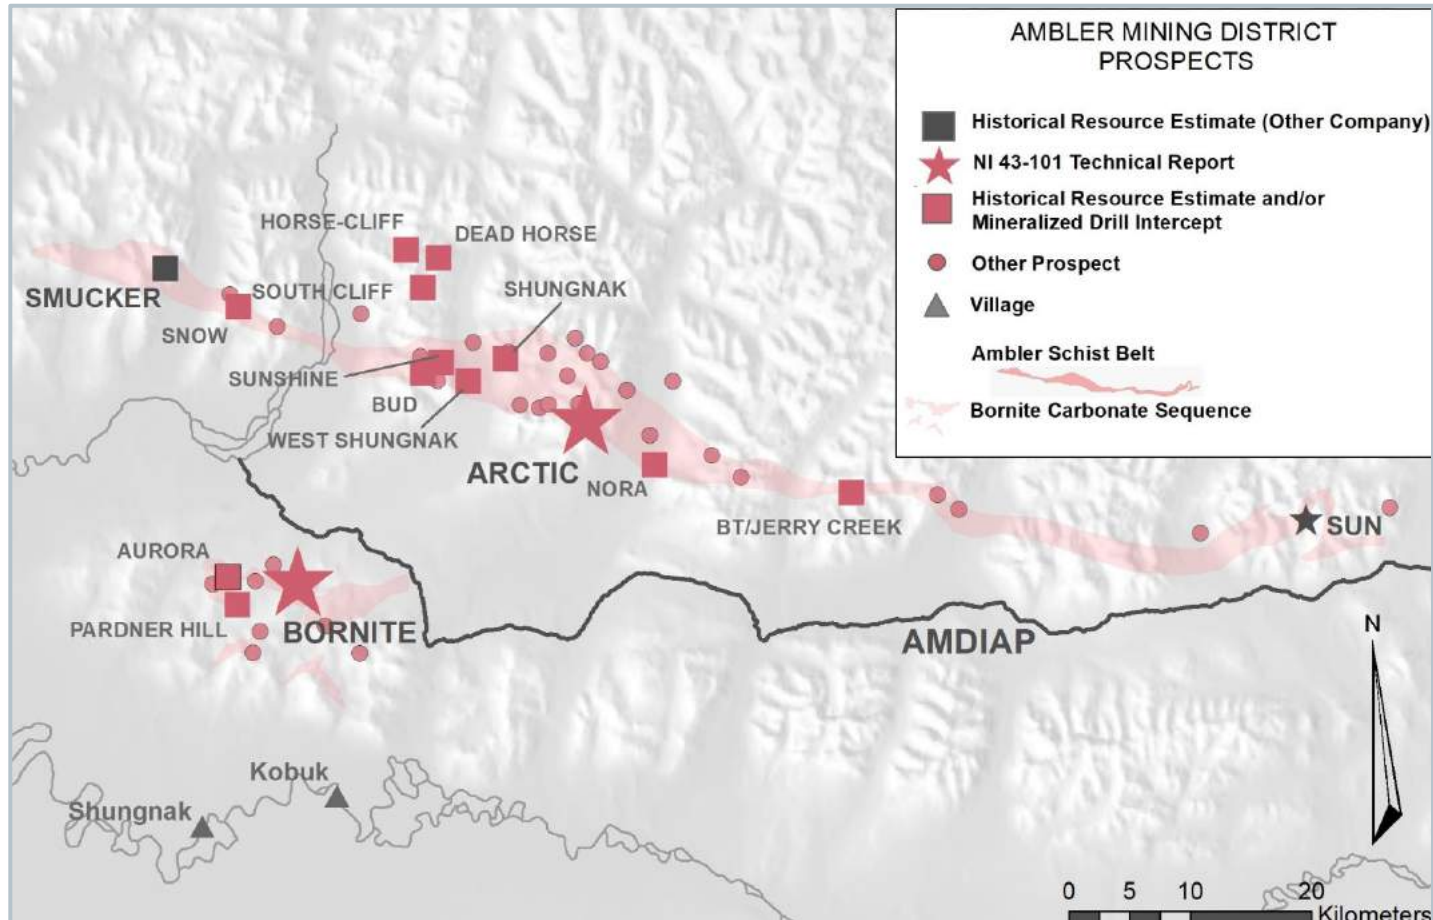 AMBLER MINING DISTRICT
PROSPECTS
Historical Resource Estimate (Other Company)
NI 43-101 Technical Report
Historical Resource Estimate and/or
Mineralized Drill Intercept
Other Prospect
Village
Ambler Schist Belt
Bornite Carbonate Sequence
HORSE-CLIFF
DEAD HORSE
SMUCKER
SOUTH CLIFF
SHUNGNAK
SNOW
SUNSHINE
BUD
WEST SHUNGNAK
ARCTIC
NORA
BT/JERRY CREEK
SUN
AURORA
PARDNER HILL
BORNITE
AMDIAP
N
Kobuk
Shungnak
0 5 10 20
Kilometers